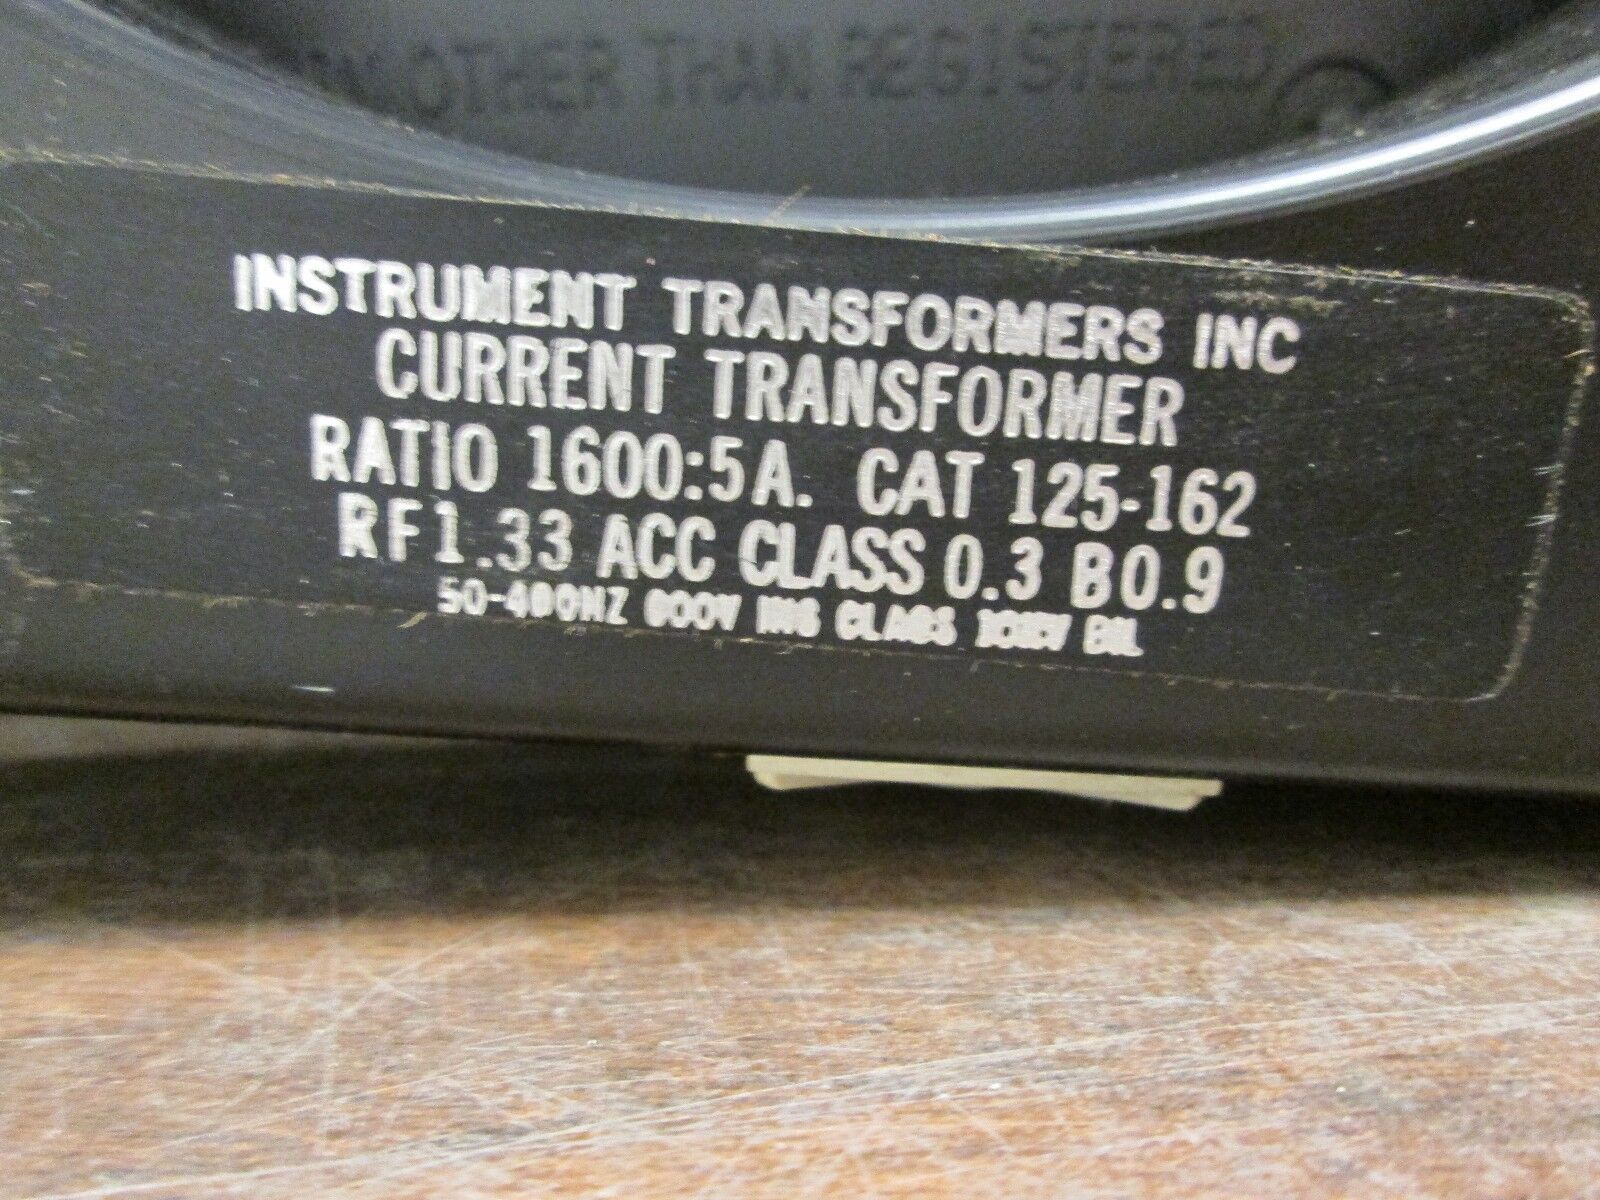 OTHER THAN REGISTERED
INSTRUMENT TRANSFORMERS INC
CURRENT TRANSFORMER
RATIO 1600:5A. CAT 125-162
RF1.33 ACC CLASS 0.3 B0.9
50-400HZ 600V INS CLASS 10KV BIL